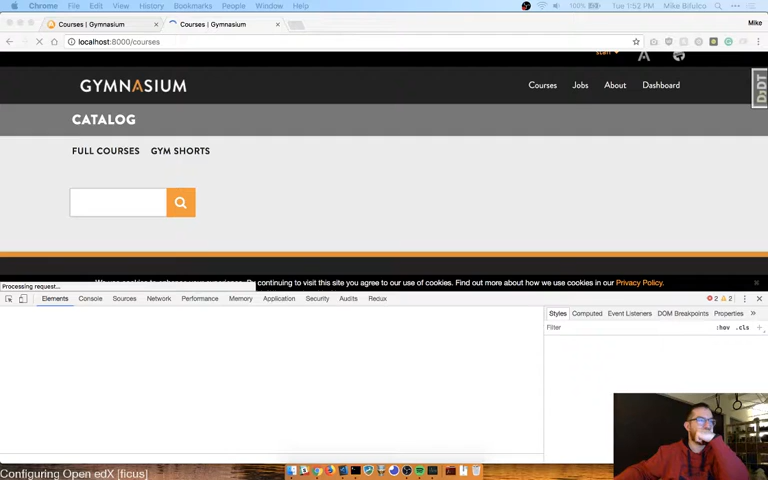 Chrome File Edit View History Bookmarks People Window Help 100% Tue 1:52 PM Mike Bifulco
Courses | Gymnasium Courses | Gymnasium Mike
localhost:8000/courses
GYMNASIUM Courses Jobs About Dashboard
DjDT
CATALOG
FULL COURSES GYM SHORTS
Processing request...
continuing to visit this site you agree to our use of cookies. Find out more about how we use cookies in our Privacy Policy.
Elements Console Sources Network Performance Memory Application Security Audits Redux 2 2
Styles Computed Event Listeners DOM Breakpoints Properties
Filter :hov .cls
Configuring Open edX [ficus]